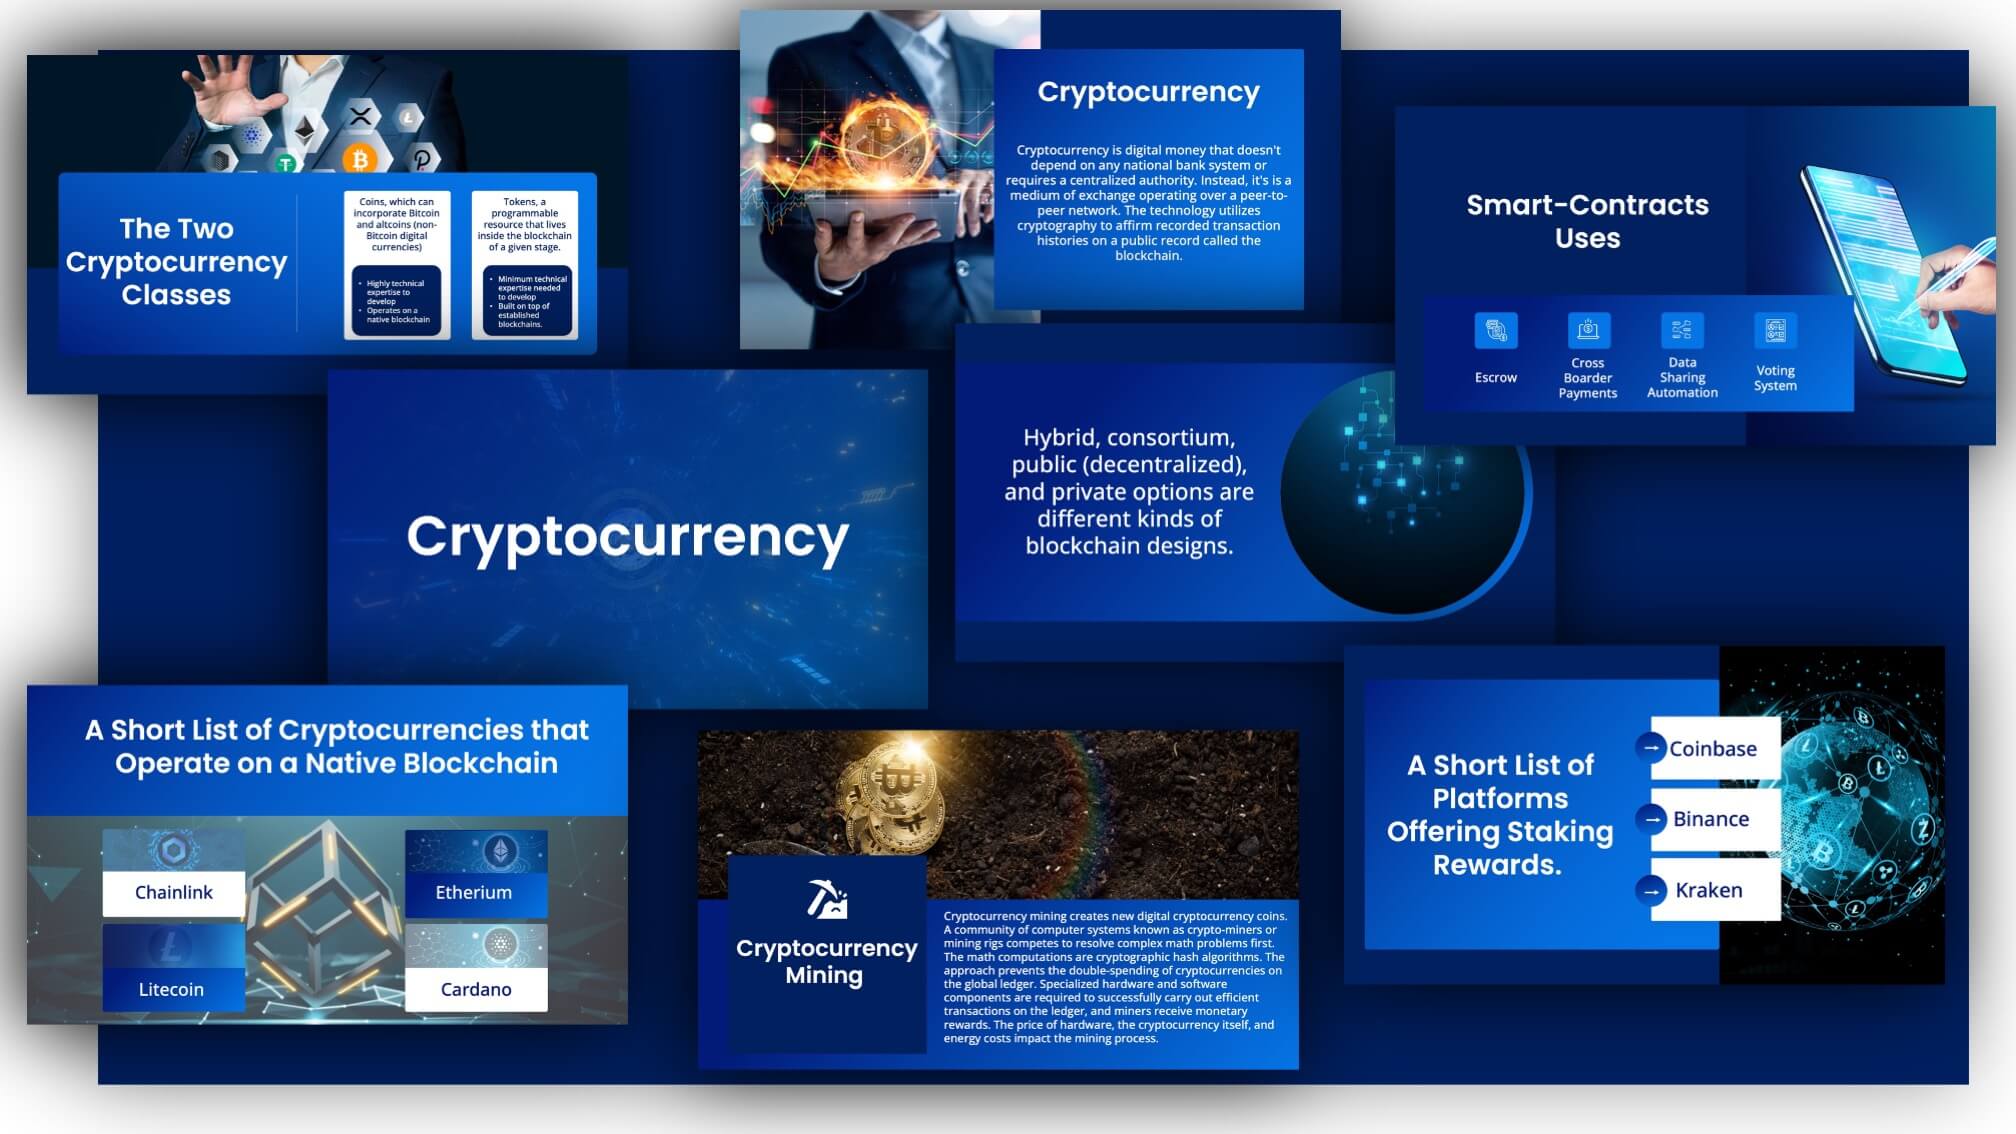 The Two
Cryptocurrency
Classes
Coins, which can
incorporate Bitcoin
and altcoins (non-
Bitcoin digital
currencies)
• Highly technical
expertise to
develop
• Operates on a
native blockchain
Tokens, a
programmable
resource that lives
inside the blockchain
of a given stage.
• Minimum technical
expertise needed
to develop
• Built on top of
established
blockchains.
Cryptocurrency
Cryptocurrency is digital money that doesn't
depend on any national bank system or
requires a centralized authority. Instead, it's is a
medium of exchange operating over a peer-to-
peer network. The technology utilizes
cryptography to affirm recorded transaction
histories on a public record called the
blockchain.
Smart-Contracts
Uses
Escrow
Cross
Boarder
Payments
Data
Sharing
Automation
Voting
System
Cryptocurrency
Hybrid, consortium,
public (decentralized),
and private options are
different kinds of
blockchain designs.
A Short List of Cryptocurrencies that
Operate on a Native Blockchain
Chainlink
Etherium
Litecoin
Cardano
Cryptocurrency
Mining
Cryptocurrency mining creates new digital cryptocurrency coins.
A community of computer systems known as crypto-miners or
mining rigs competes to resolve complex math problems first.
The math computations are cryptographic hash algorithms. The
approach prevents the double-spending of cryptocurrencies on
the global ledger. Specialized hardware and software
components are required to successfully carry out efficient
transactions on the ledger, and miners receive monetary
rewards. The price of hardware, the cryptocurrency itself, and
energy costs impact the mining process.
A Short List of
Platforms
Offering Staking
Rewards.
Coinbase
Binance
Kraken